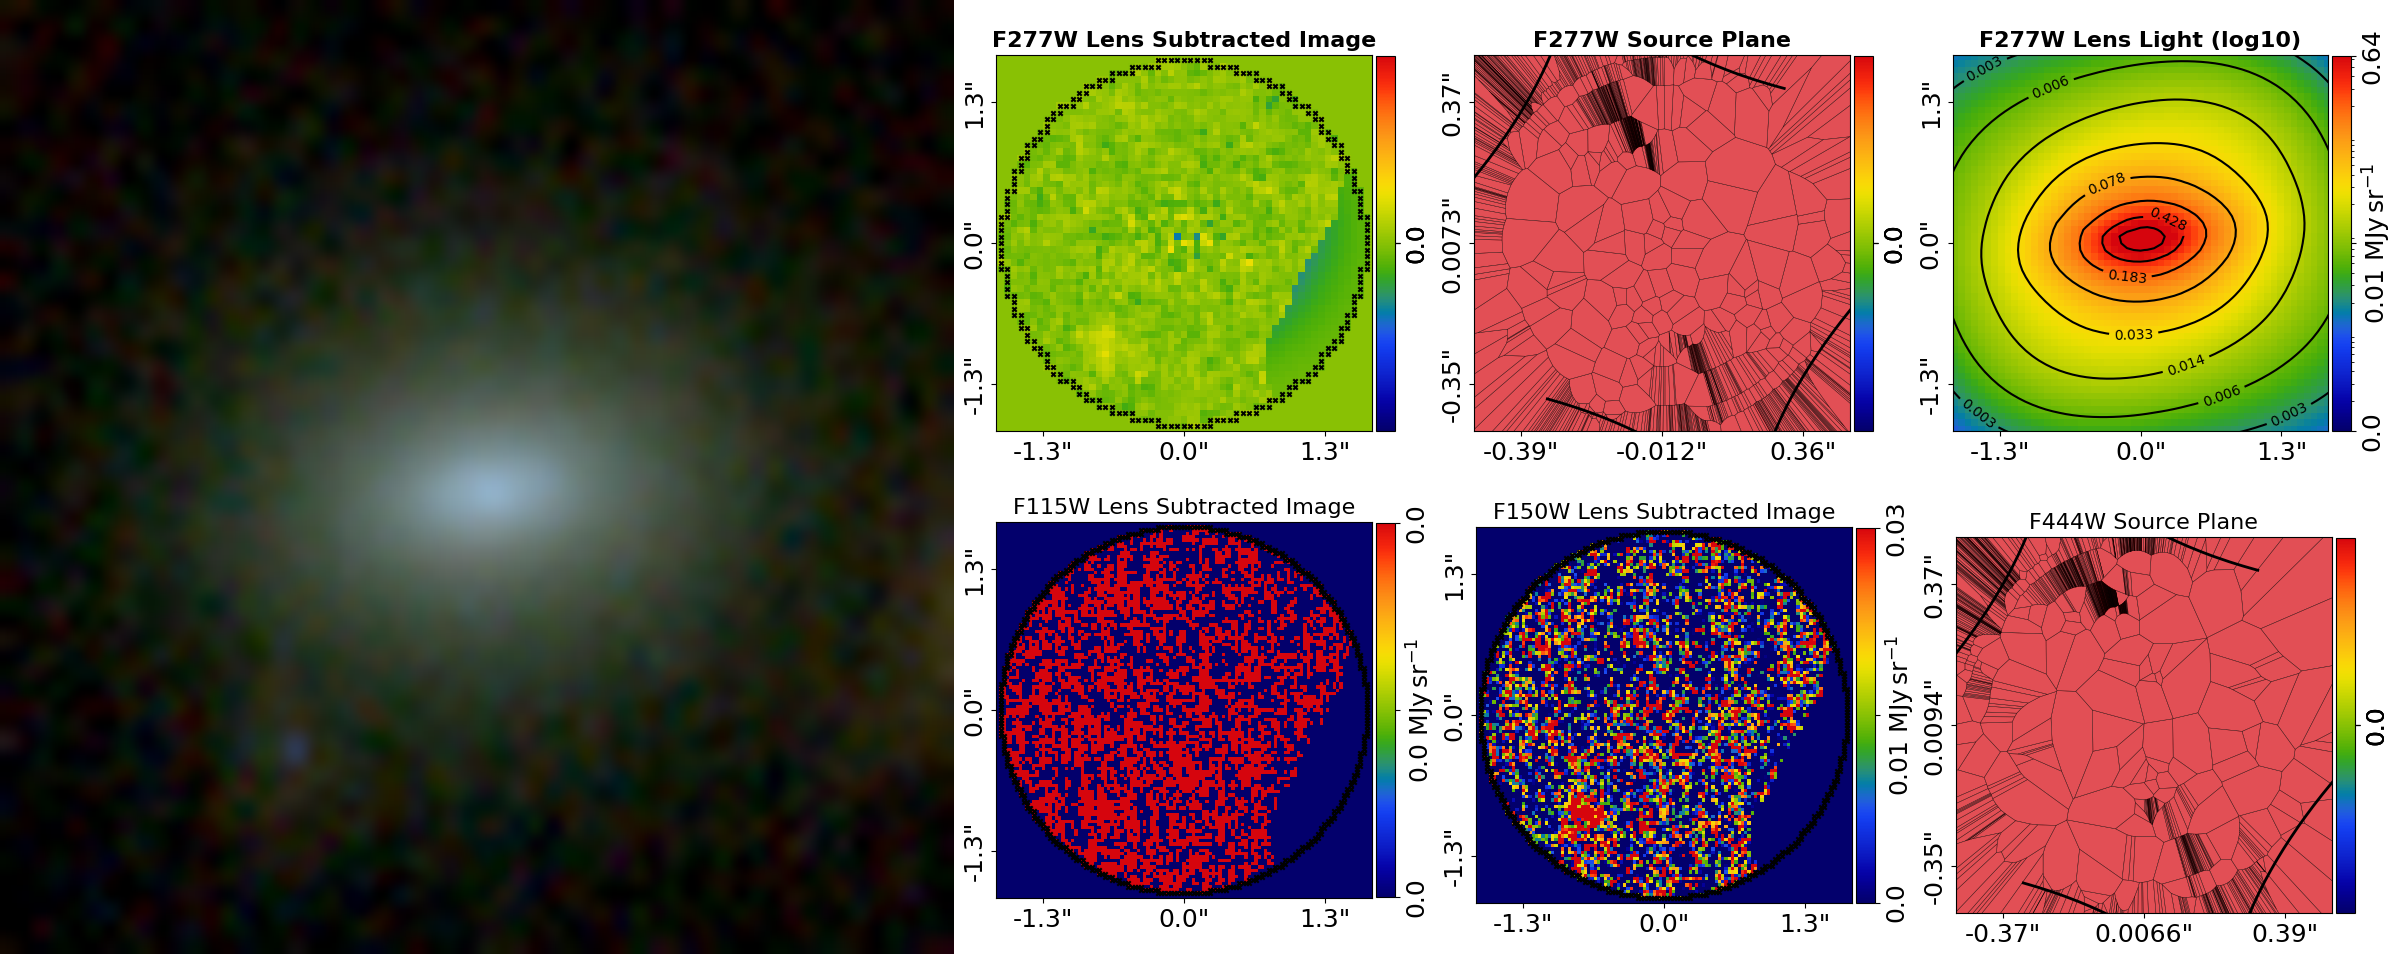 F277W Lens Subtracted Image
1.3"
0.0"
-1.3"
-1.3" 0.0" 1.3"
0.0
F277W Source Plane
0.37"
0.0073"
-0.35"
-0.39" -0.012" 0.36"
0.0
F277W Lens Light (log10)
1.3"
0.0"
-1.3"
-1.3" 0.0" 1.3"
0.003
0.006
0.078
0.428
0.183
0.033
0.014
0.006
0.003
0.003
0.64
0.01 MJy sr−1
0.0
F115W Lens Subtracted Image
1.3"
0.0"
-1.3"
-1.3" 0.0" 1.3"
0.0
0.0 MJy sr−1
0.0
F150W Lens Subtracted Image
1.3"
0.0"
-1.3"
-1.3" 0.0" 1.3"
0.03
0.01 MJy sr−1
0.0
F444W Source Plane
0.37"
0.0094"
-0.35"
-0.37" 0.0066" 0.39"
0.0